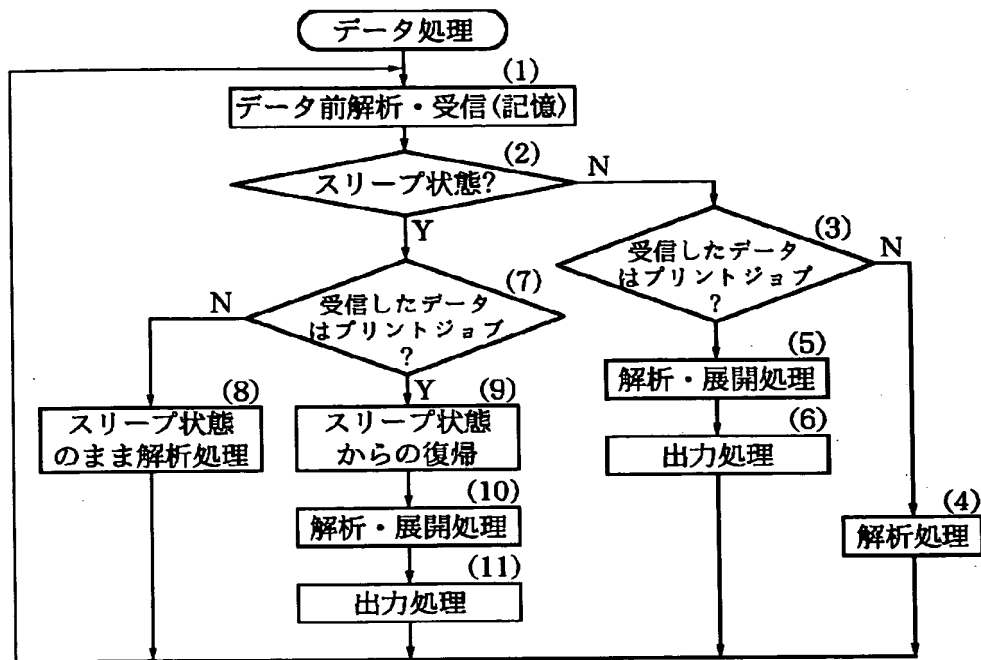 データ処理
(1)
データ前解析・受信(記憶)
(2)
スリープ状態?
N
Y
(3)
受信したデータ
はプリントジョブ
?
N
(7)
受信したデータ
はプリントジョブ
?
N
Y
(5)
解析・展開処理
(6)
出力処理
(8)
スリープ状態
のまま解析処理
(9)
スリープ状態
からの復帰
(10)
解析・展開処理
(4)
解析処理
(11)
出力処理